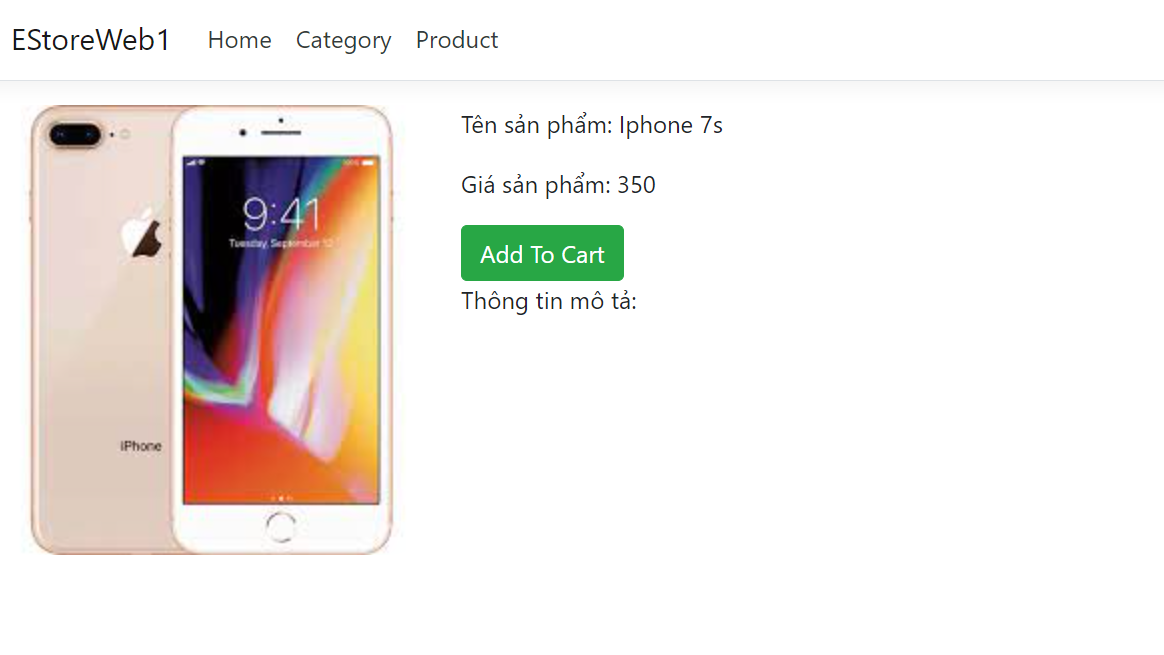 EStoreWeb1 Home Category Product
Tên sản phẩm: Iphone 7s
Giá sản phẩm: 350
Add To Cart
Thông tin mô tả:
9:41
Tuesday, September 12
iPhone